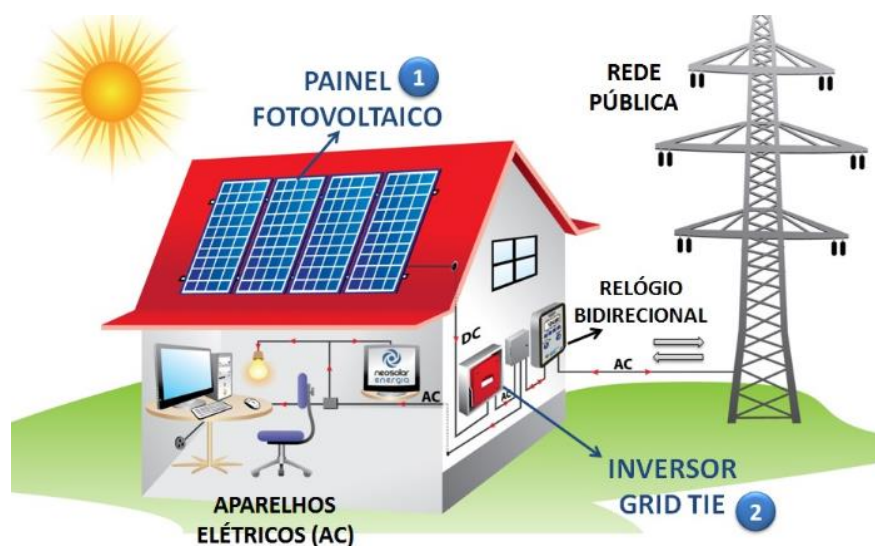 PAINEL 1
FOTOVOLTAICO
REDE
PÚBLICA
RELÓGIO
BIDIRECIONAL
DC
AC
AC
neosolar
energia
AC
INVERSOR
GRID TIE 2
APARELHOS
ELÉTRICOS (AC)